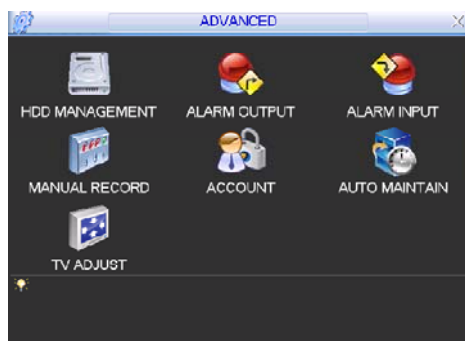 ADVANCED
HDD MANAGEMENT ALARM OUTPUT ALARM INPUT
MANUAL RECORD ACCOUNT AUTO MAINTAIN
TV ADJUST